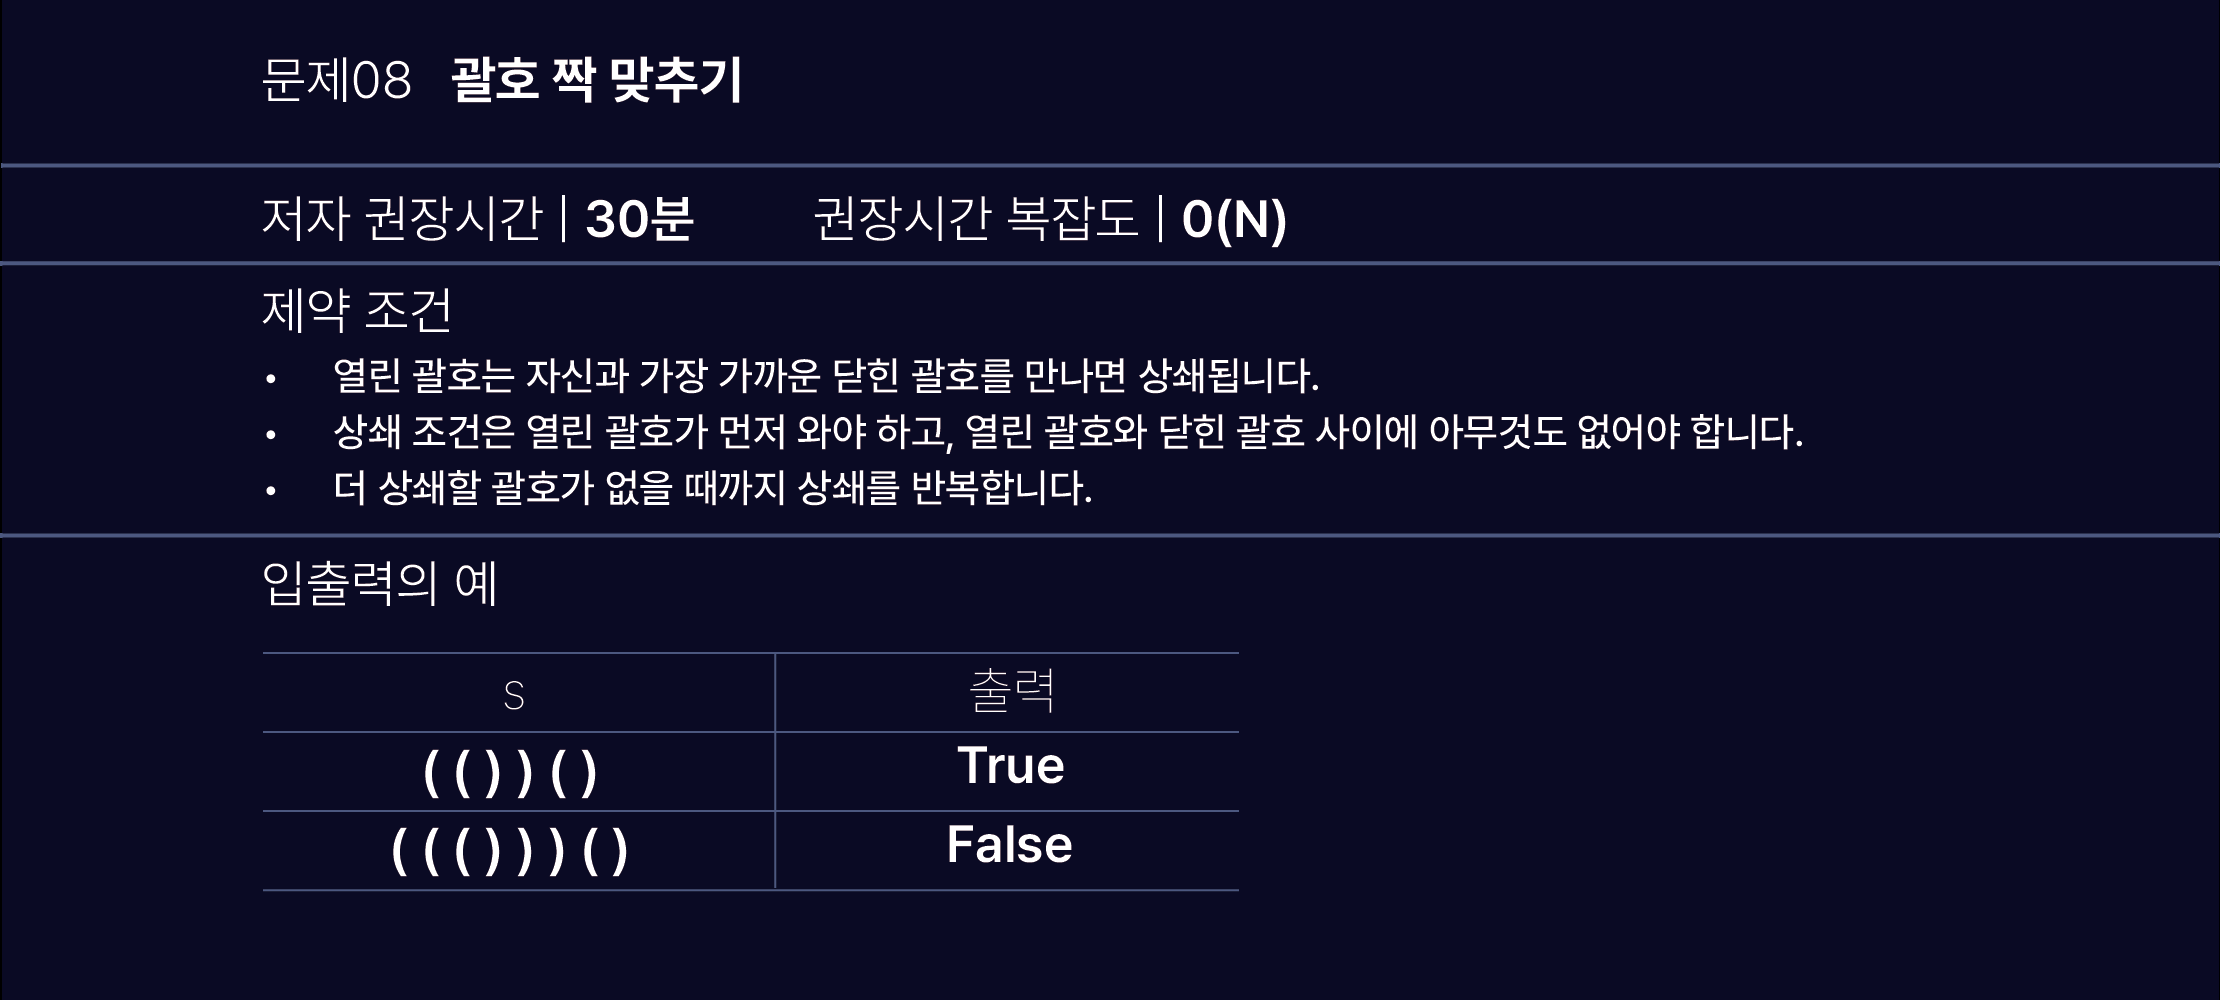 문제08 괄호 짝 맞추기
저자 권장시간 | 30분 권장시간 복잡도 | 0(N)
제약 조건
• 열린 괄호는 자신과 가장 가까운 닫힌 괄호를 만나면 상쇄됩니다.
• 상쇄 조건은 열린 괄호가 먼저 와야 하고, 열린 괄호와 닫힌 괄호 사이에 아무것도 없어야 합니다.
• 더 상쇄할 괄호가 없을 때까지 상쇄를 반복합니다.
입출력의 예
S 출력
(())() True
((()))() False